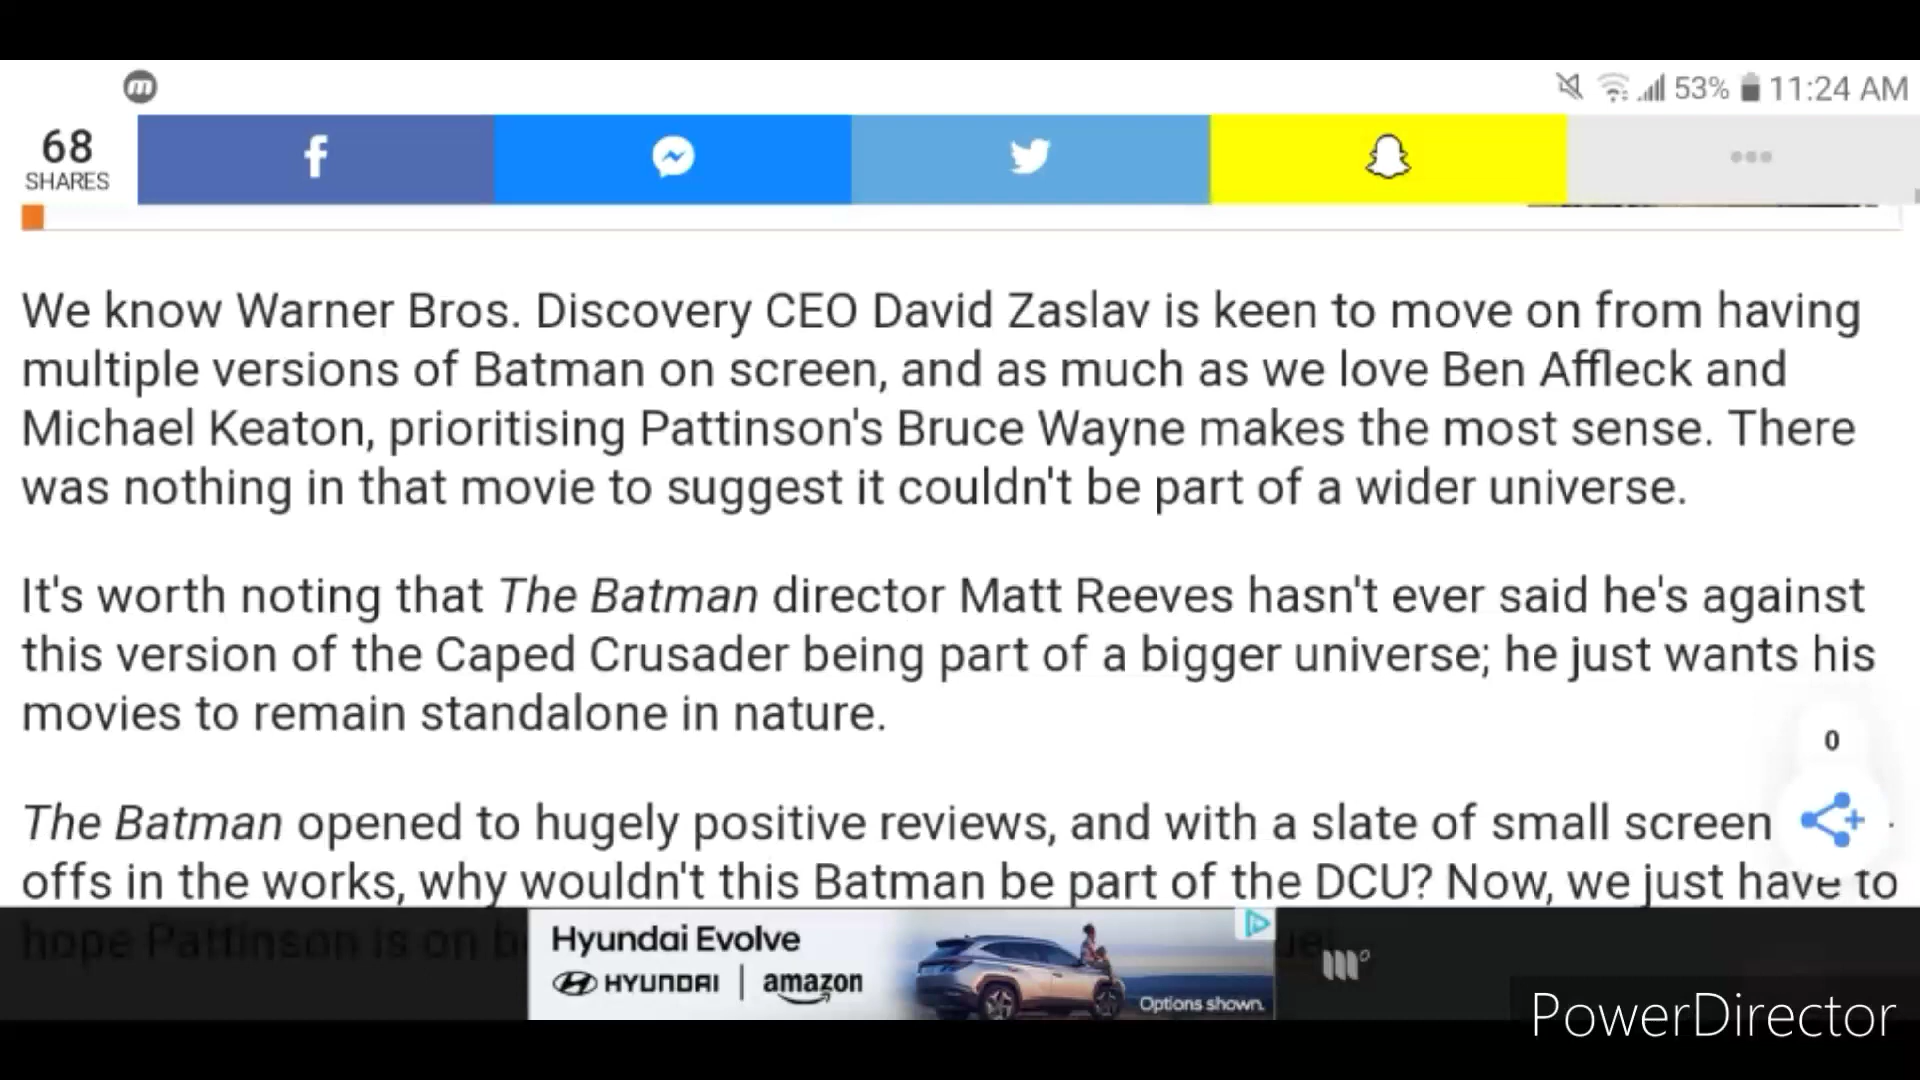 53% 11:24 AM
68
SHARES
We know Warner Bros. Discovery CEO David Zaslav is keen to move on from having
multiple versions of Batman on screen, and as much as we love Ben Affleck and
Michael Keaton, prioritising Pattinson's Bruce Wayne makes the most sense. There
was nothing in that movie to suggest it couldn't be part of a wider universe.
It's worth noting that The Batman director Matt Reeves hasn't ever said he's against
this version of the Caped Crusader being part of a bigger universe; he just wants his
movies to remain standalone in nature.
0
The Batman opened to hugely positive reviews, and with a slate of small screen
offs in the works, why wouldn't this Batman be part of the DCU? Now, we just have to
hope Pattinson is on
Hyundai Evolve
HYUNDAI | amazon
Options shown.
PowerDirector